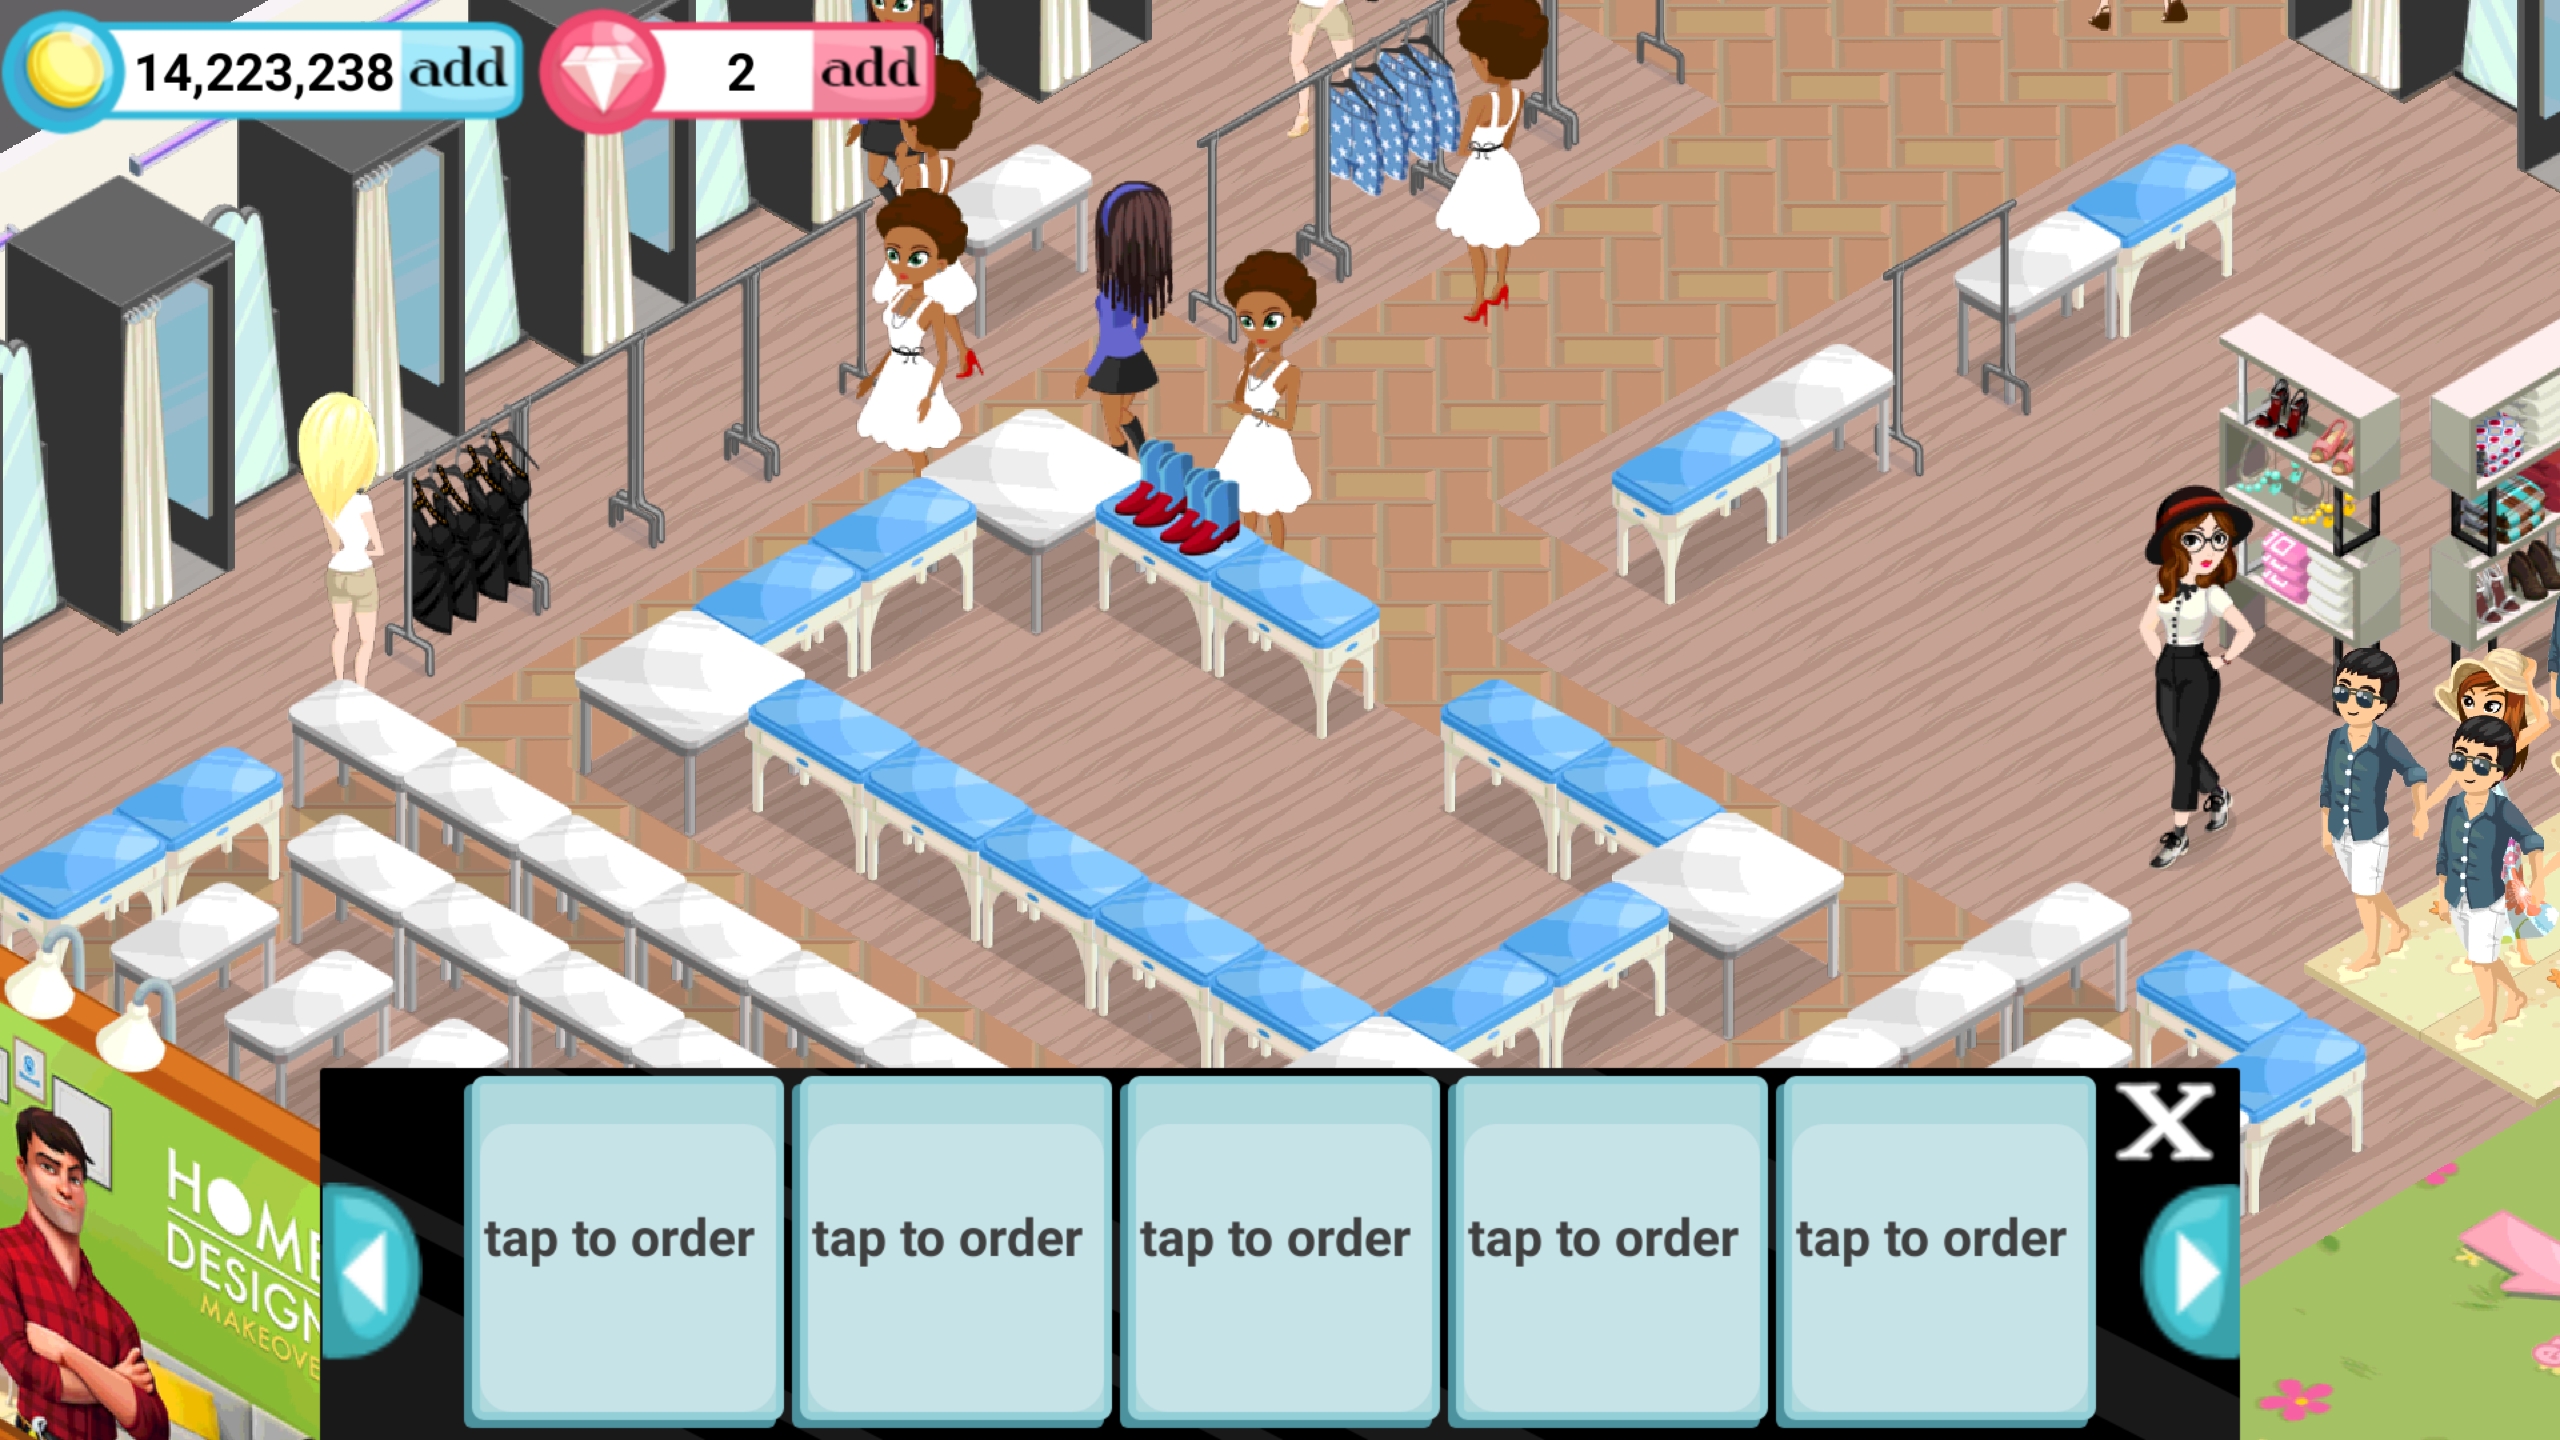 14,223,238 add
2 add
tap to order
tap to order
tap to order
tap to order
tap to order
X
HOME
DESIGN
MAKEOVE